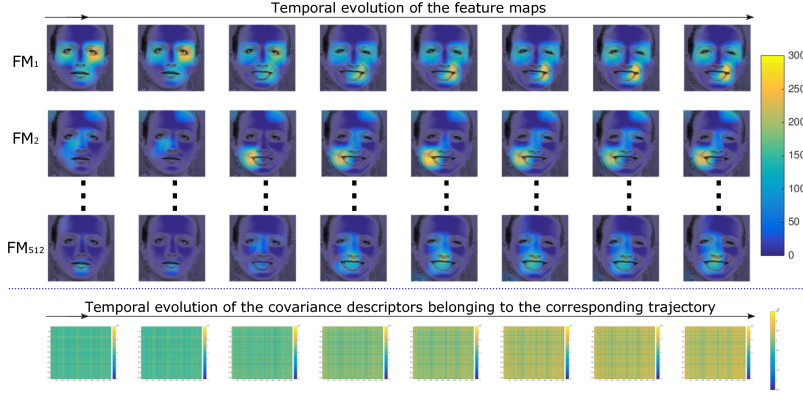 Temporal evolution of the feature maps
FM1
FM2
FM512
300
250
200
150
100
50
0
Temporal evolution of the covariance descriptors belonging to the corresponding trajectory